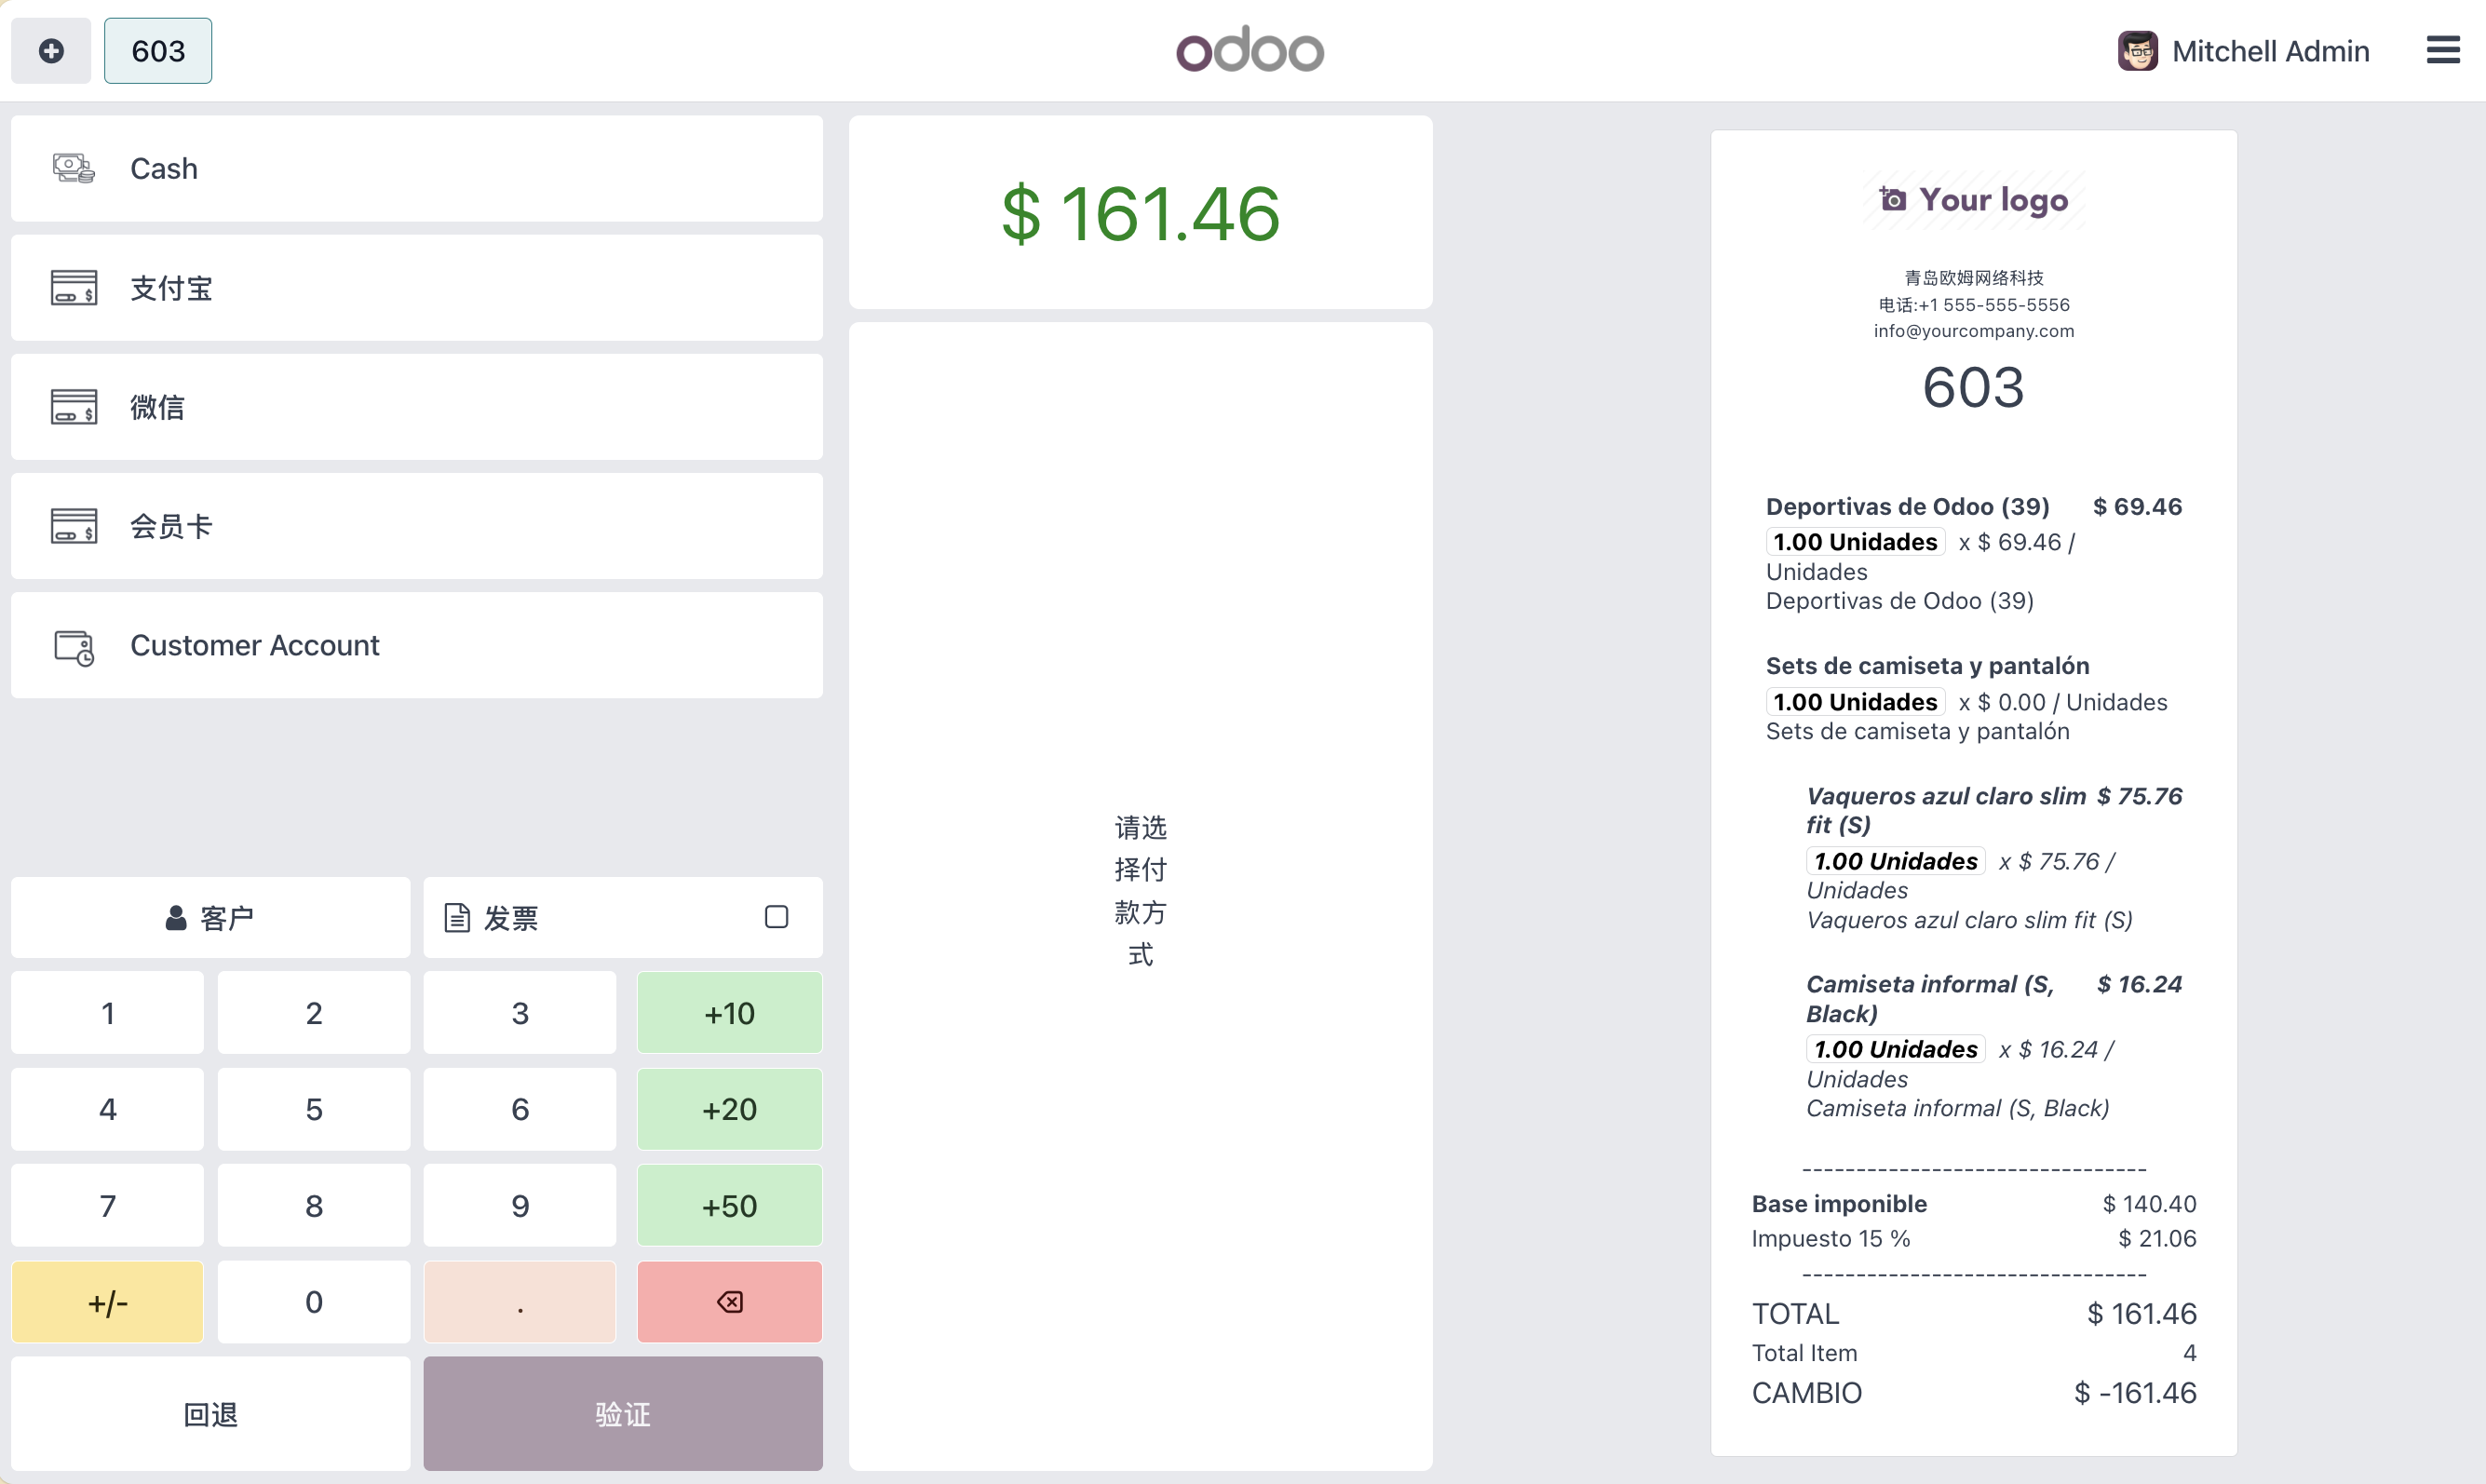 603
odoo
Mitchell Admin
Cash
支付宝
微信
会员卡
Customer Account
客户
发票
1
2
3
+10
4
5
6
+20
7
8
9
+50
+/-
0
.
回退
验证
$ 161.46
请选
择付
款方
式
Your logo
青岛欧姆网络科技
电话:+1 555-555-5556
info@yourcompany.com
603
Deportivas de Odoo (39) $ 69.46
1.00 Unidades x $ 69.46 /
Unidades
Deportivas de Odoo (39)
Sets de camiseta y pantalón
1.00 Unidades x $ 0.00 / Unidades
Sets de camiseta y pantalón
Vaqueros azul claro slim $ 75.76
fit (S)
1.00 Unidades x $ 75.76 /
Unidades
Vaqueros azul claro slim fit (S)
Camiseta informal (S, $ 16.24
Black)
1.00 Unidades x $ 16.24 /
Unidades
Camiseta informal (S, Black)
--------------------------------
Base imponible $ 140.40
Impuesto 15 % $ 21.06
--------------------------------
TOTAL $ 161.46
Total Item 4
CAMBIO $ -161.46